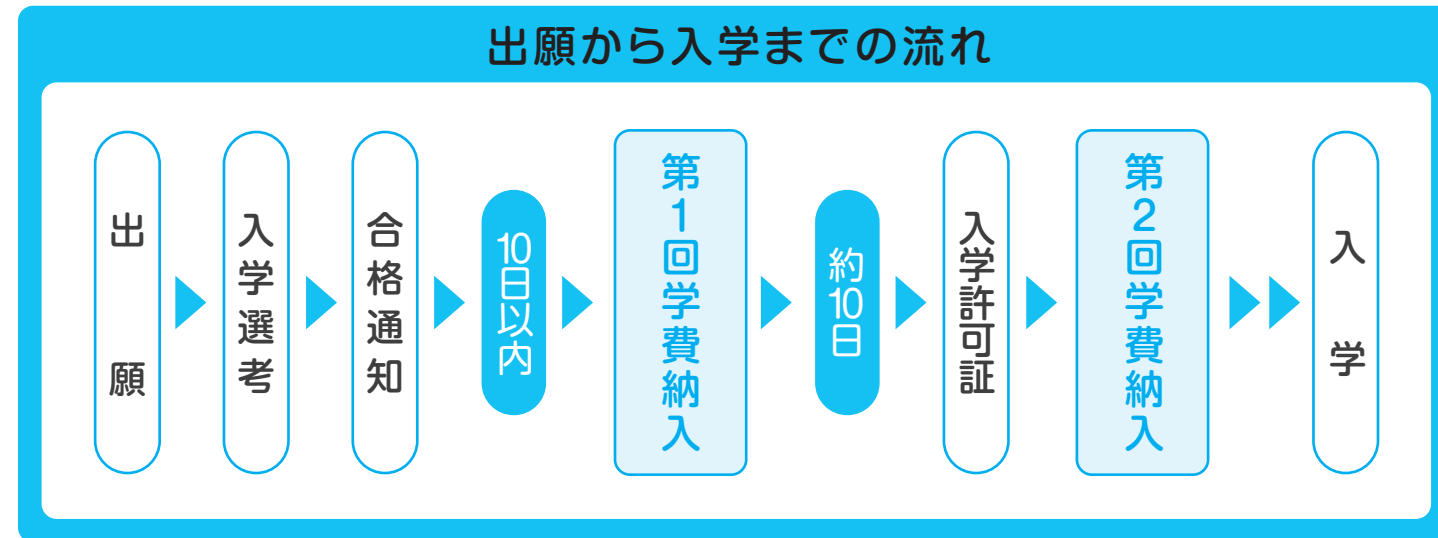 出願から入学までの流れ
出願
入学選考
合格通知
10日以内
第1回学費納入
約10日
入学許可証
第2回学費納入
入学